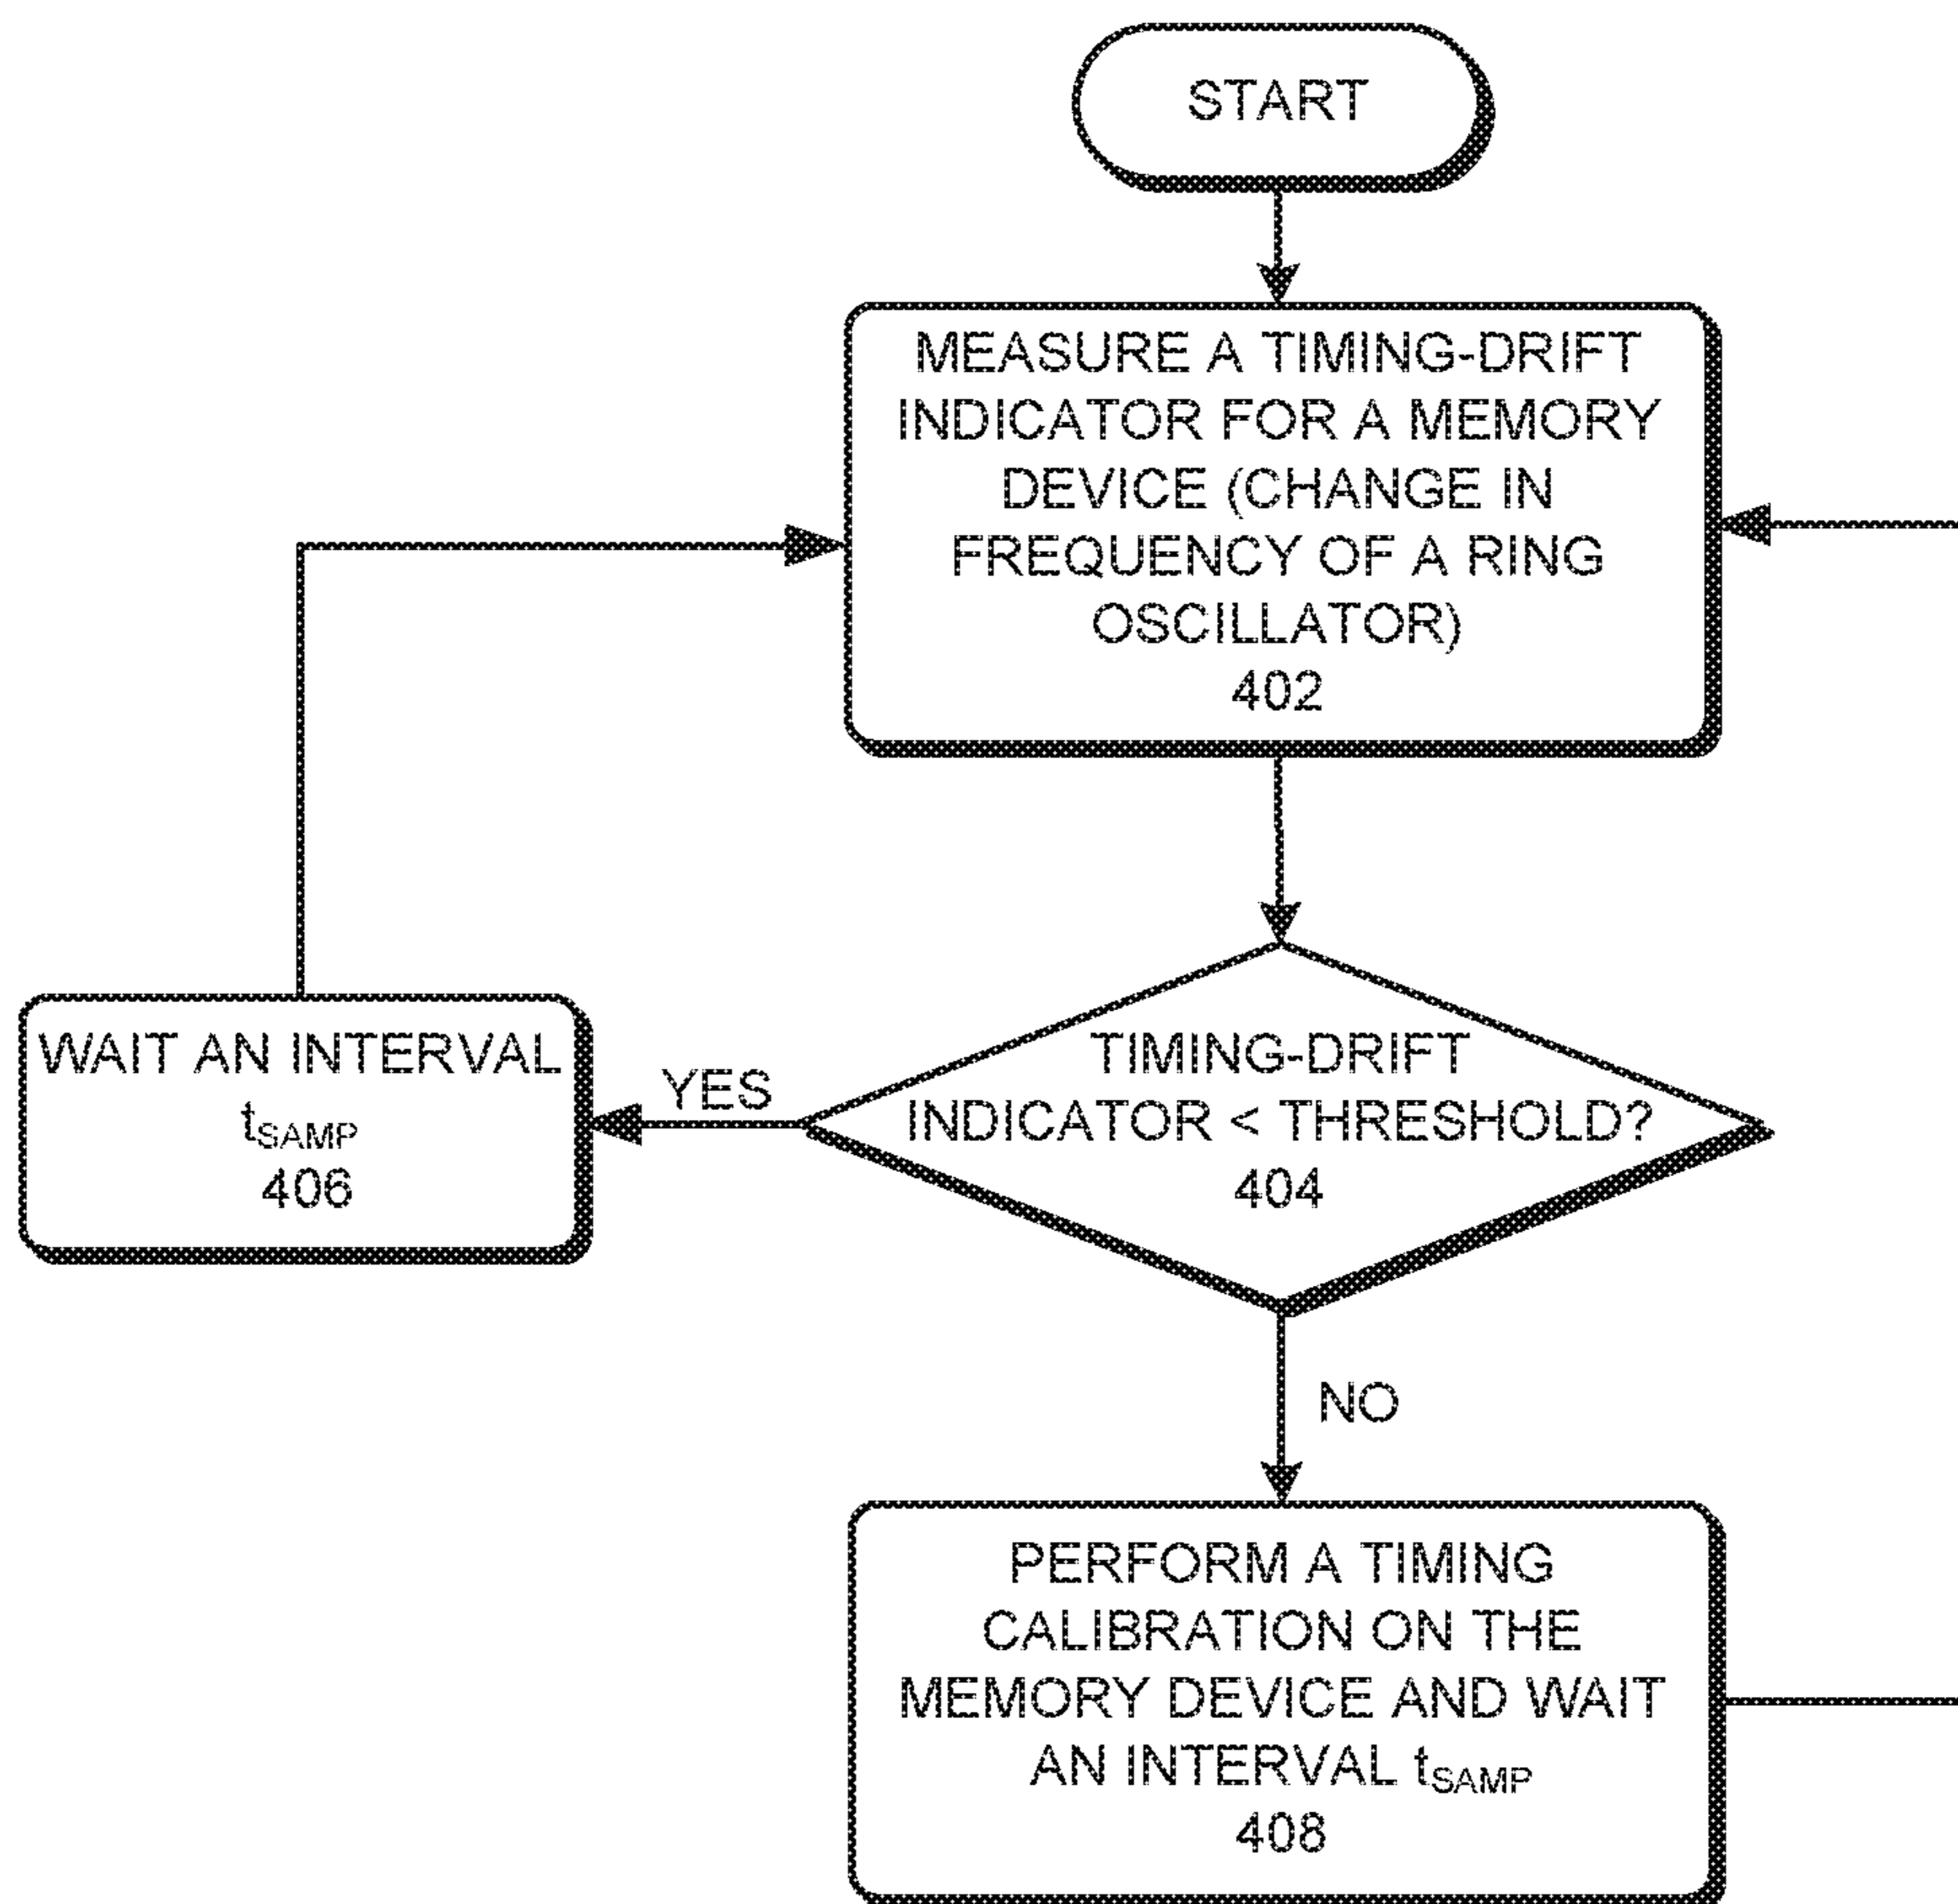 START
MEASURE A TIMING-DRIFT
INDICATOR FOR A MEMORY
DEVICE (CHANGE IN
FREQUENCY OF A RING
OSCILLATOR)
402
TIMING-DRIFT
INDICATOR < THRESHOLD?
404
YES
WAIT AN INTERVAL
tSAMP
406
NO
PERFORM A TIMING
CALIBRATION ON THE
MEMORY DEVICE AND WAIT
AN INTERVAL tSAMP
408